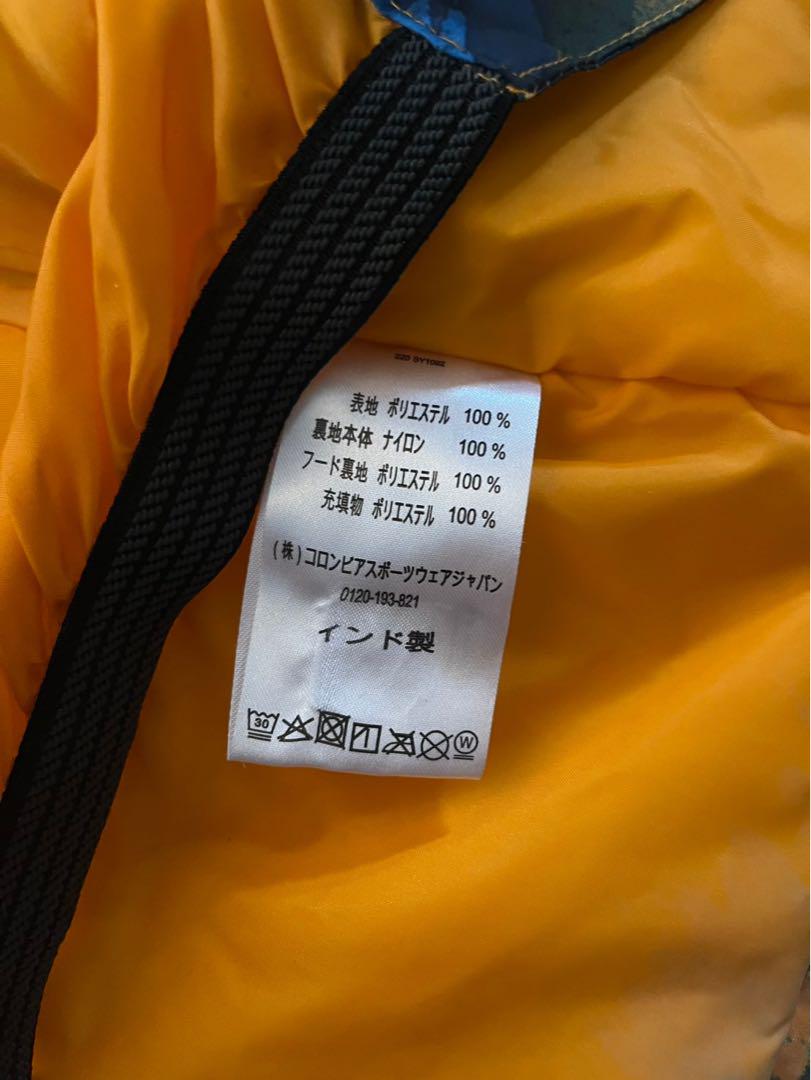 220 SY1092
表地 ポリエステル 100 %
裏地本体 ナイロン 100 %
フード裏地 ポリエステル 100 %
充填物 ポリエステル 100 %
(株)コロンビアスポーツウェアジャパン
0120-193-821
インド製
30 W